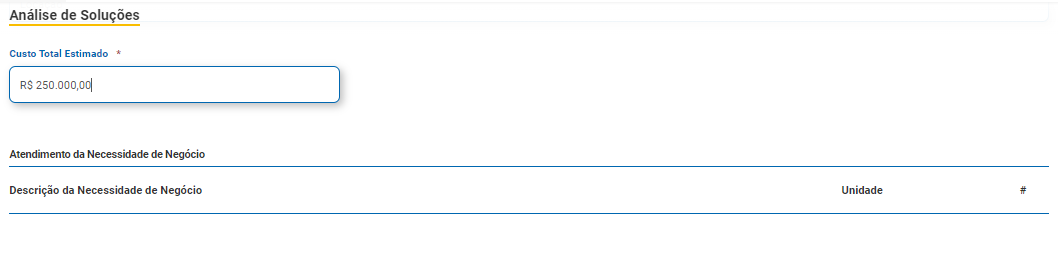 Análise de Soluções
Custo Total Estimado *
R$ 250.000,00
Atendimento da Necessidade de Negócio
Descrição da Necessidade de Negócio Unidade #